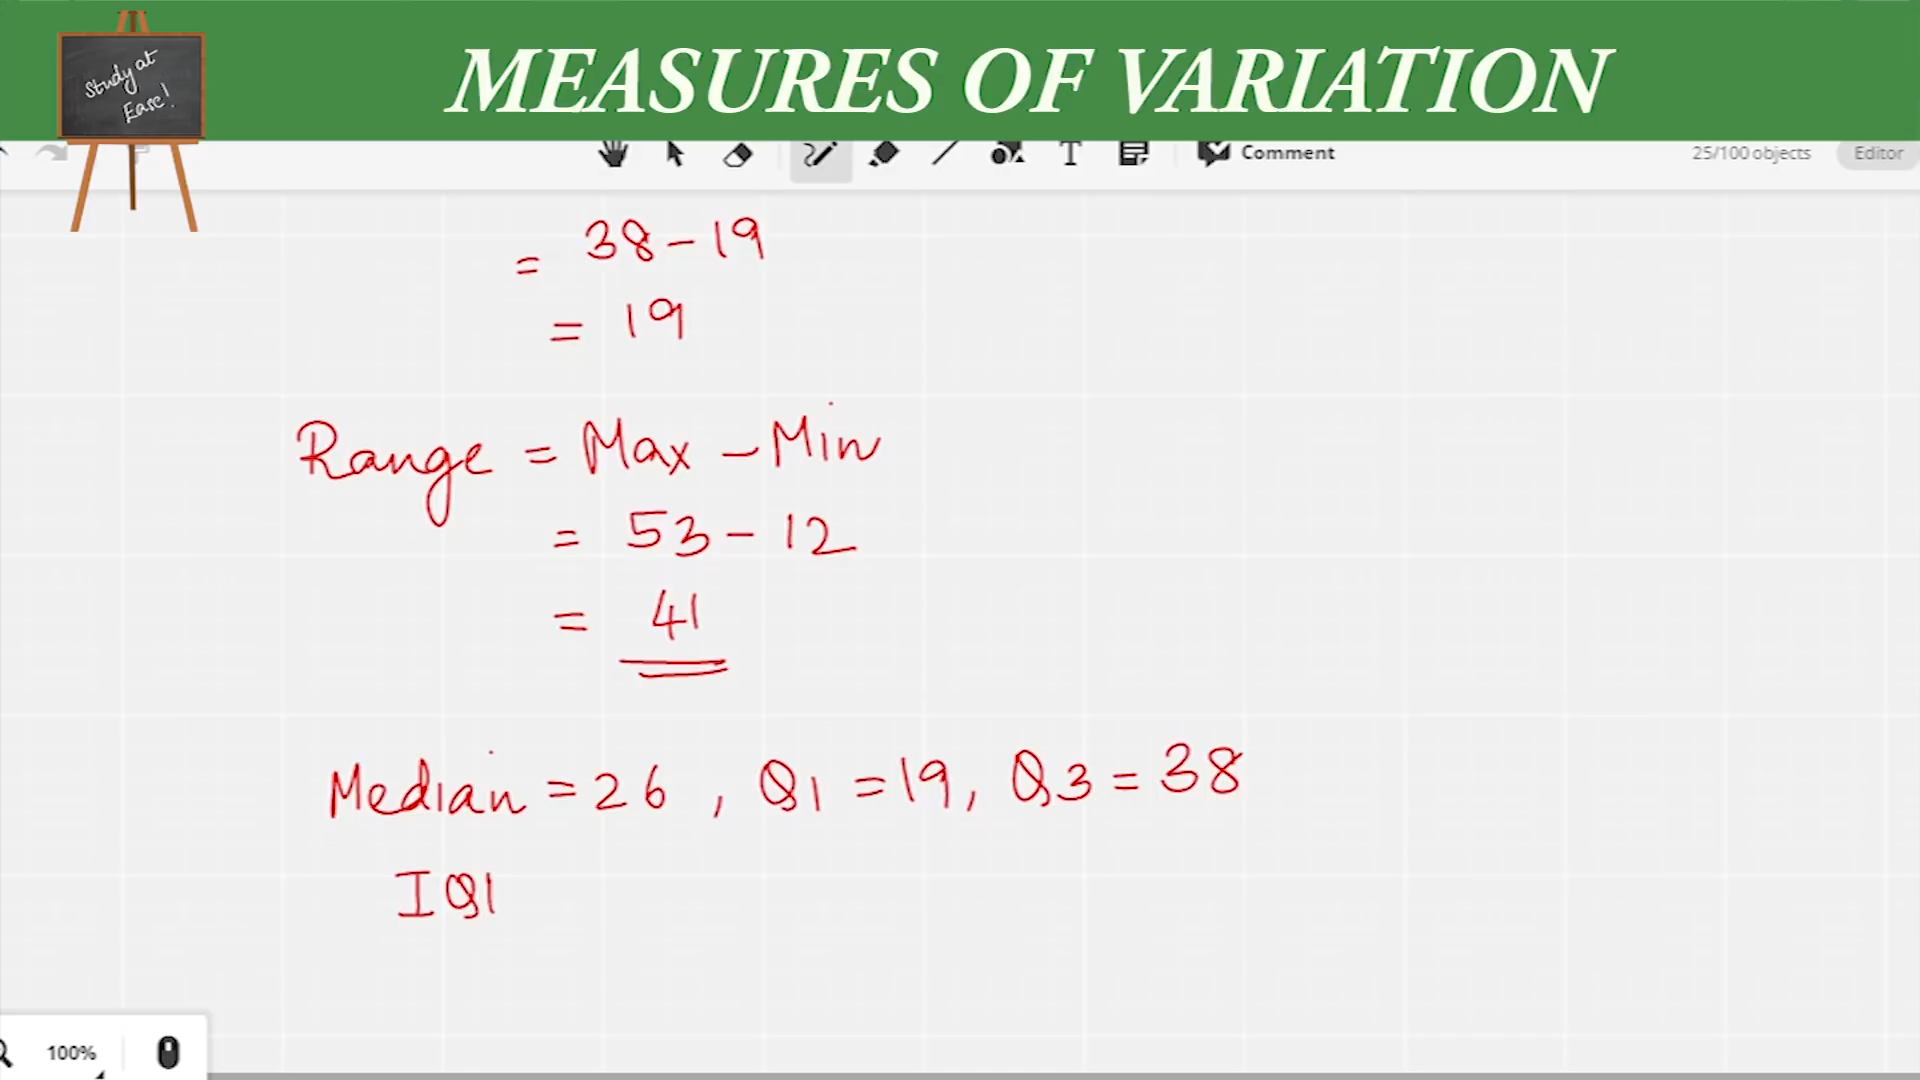 Study at
Ease!
MEASURES OF VARIATION
T
Comment
25/100 objects
Editor
= 38 - 19
= 19
Range = Max - Min
= 53 - 12
= 41
Median = 26 , Q1 = 19, Q3 = 38
IQI
100%